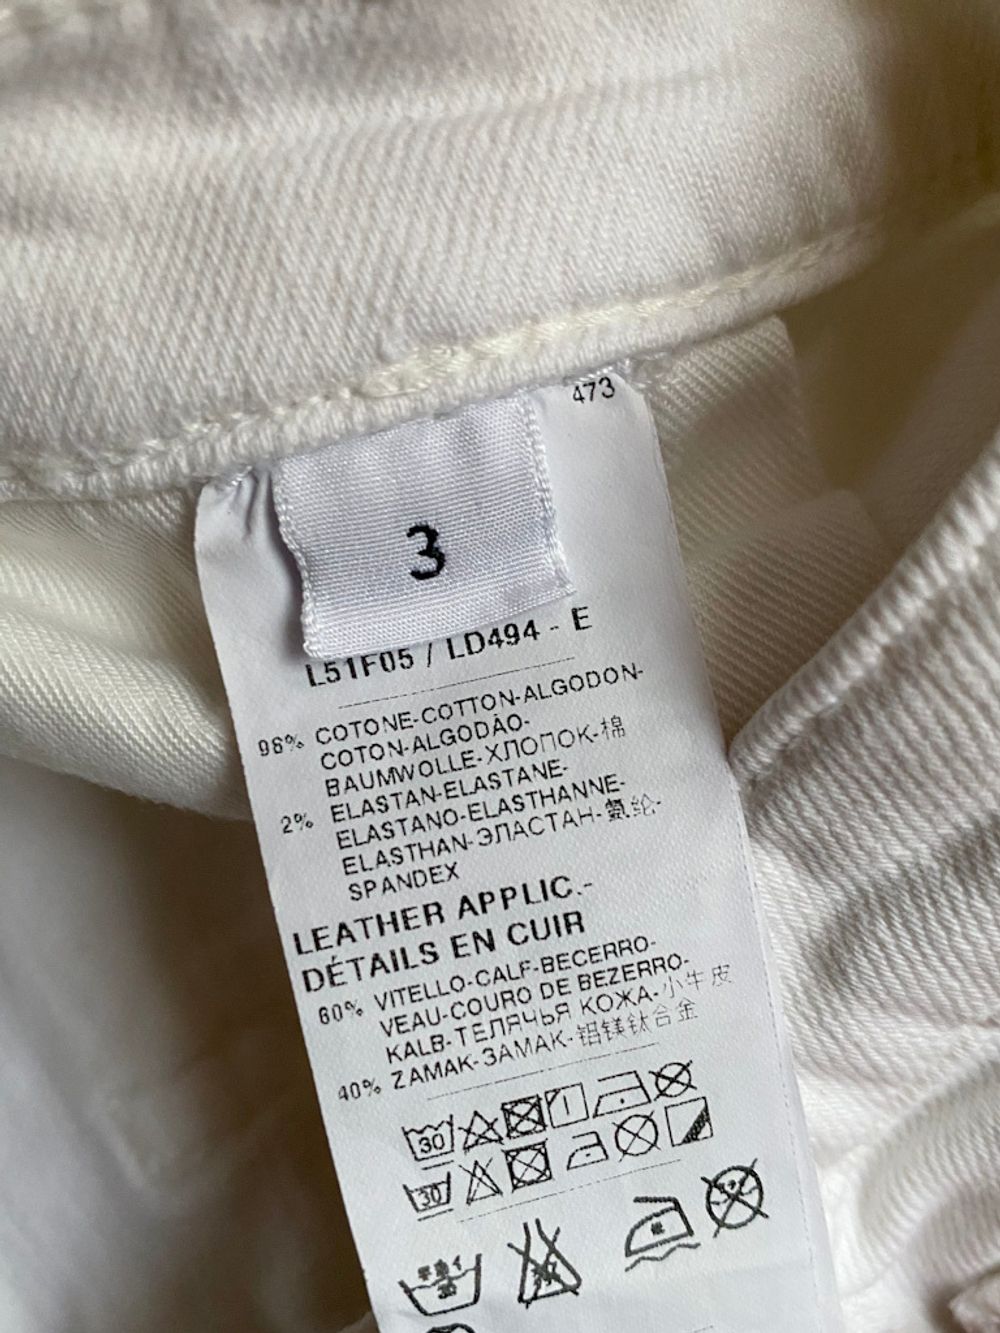 473
3
L51F05 / LD494 - E
98% COTONE-COTTON-ALGODON-
COTON-ALGODÃO-
BAUMWOLLE-ХЛОПОК-棉
2% ELASTAN-ELASTANE-
ELASTANO-ELASTHANNE-
ELASTHAN-ЭЛАСТАН-氨纶-
SPANDEX
LEATHER APPLIC.-
DÉTAILS EN CUIR
60% VITELLO-CALF-BECERRO-
VEAU-COURO DE BEZERRO-
KALB-ТЕЛЯЧЬЯ КОЖА-小牛皮
40% ZAMAK-ЗАМАК-铝镁钛合金
30
30
30